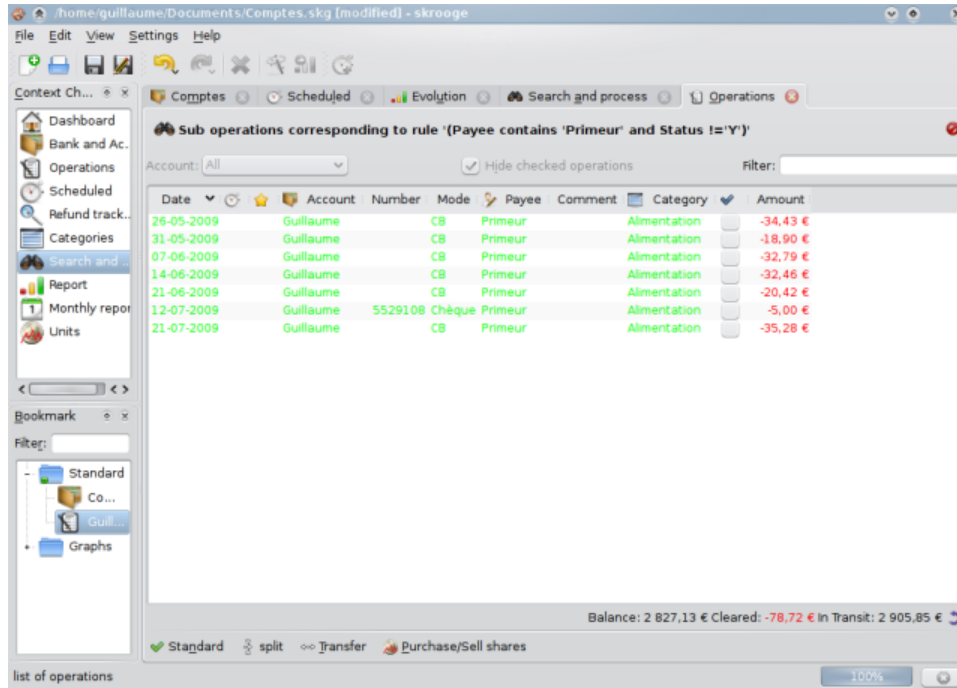 /home/guillaume/Documents/Comptes.skg [modified] - skrooge
File Edit View Settings Help
Context Ch...
Dashboard
Bank and Ac.
Operations
Scheduled
Refund track..
Categories
Search and ..
Report
Monthly repor
Units
Bookmark
Filter:
Standard
Co...
Guill...
Graphs
Comptes Scheduled Evolution Search and process Operations
Sub operations corresponding to rule '(Payee contains 'Primeur' and Status !='Y')'
Account: All Hide checked operations Filter:
Date Account Number Mode Payee Comment Category Amount
26-05-2009 Guillaume CB Primeur Alimentation -34,43 €
31-05-2009 Guillaume CB Primeur Alimentation -18,90 €
07-06-2009 Guillaume CB Primeur Alimentation -32,79 €
14-06-2009 Guillaume CB Primeur Alimentation -32,46 €
21-06-2009 Guillaume CB Primeur Alimentation -20,42 €
12-07-2009 Guillaume 5529108 Chèque Primeur Alimentation -5,00 €
21-07-2009 Guillaume CB Primeur Alimentation -35,28 €
Balance: 2 827,13 € Cleared: -78,72 € In Transit: 2 905,85 €
Standard split Transfer Purchase/Sell shares
list of operations 100%